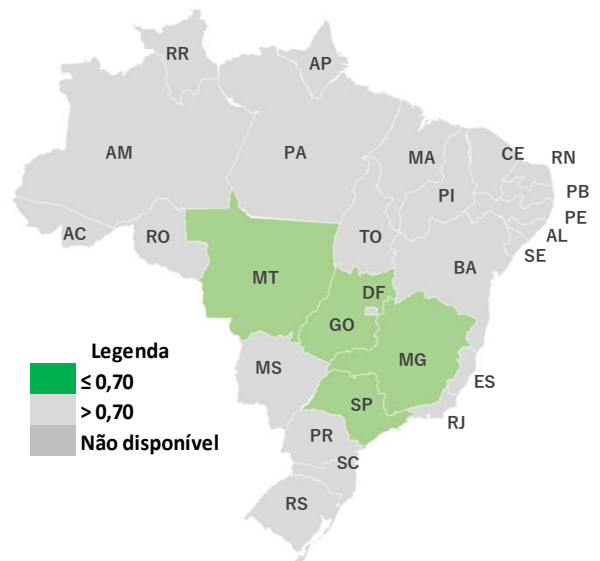 RR
AP
AM
PA
MA
CE
RN
PI
PB
PE
AC
RO
TO
AL
SE
BA
MT
DF
GO
MG
MS
ES
SP
RJ
PR
SC
RS
Legenda
≤ 0,70
> 0,70
Não disponível